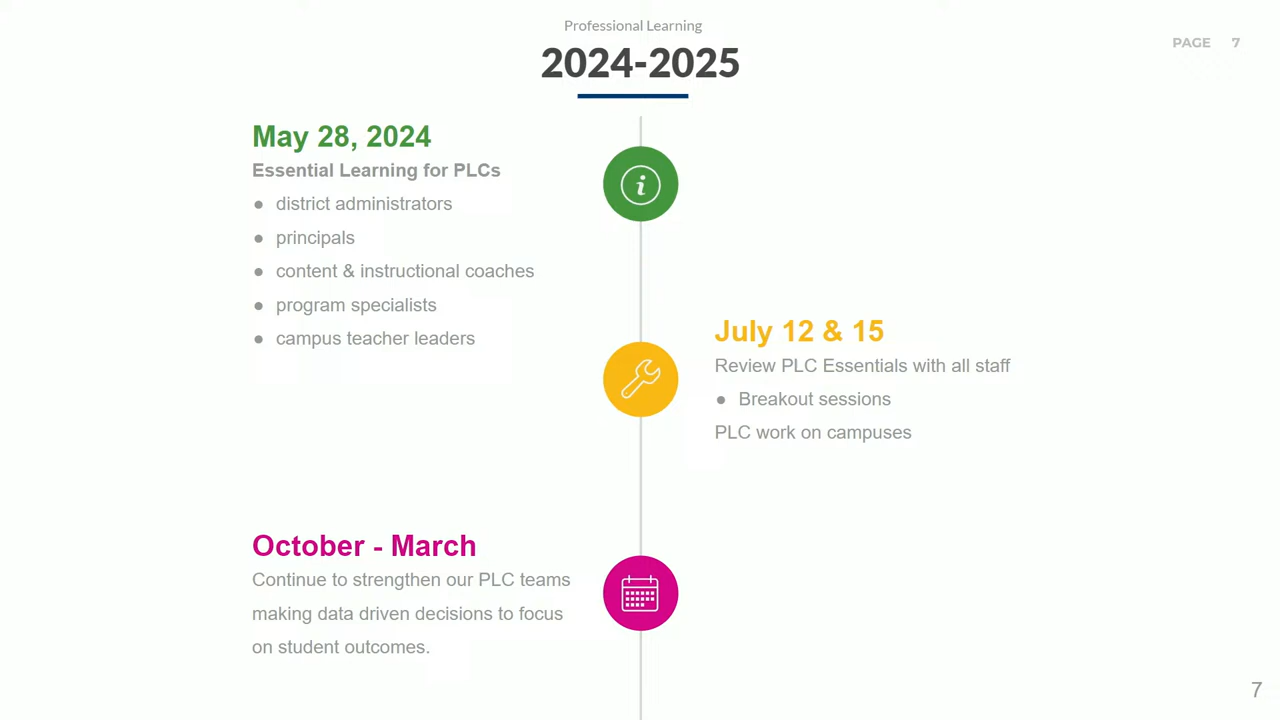 Professional Learning
2024-2025
PAGE 7
May 28, 2024
Essential Learning for PLCs
● district administrators
● principals
● content & instructional coaches
● program specialists
● campus teacher leaders
July 12 & 15
Review PLC Essentials with all staff
● Breakout sessions
PLC work on campuses
October - March
Continue to strengthen our PLC teams
making data driven decisions to focus
on student outcomes.
7